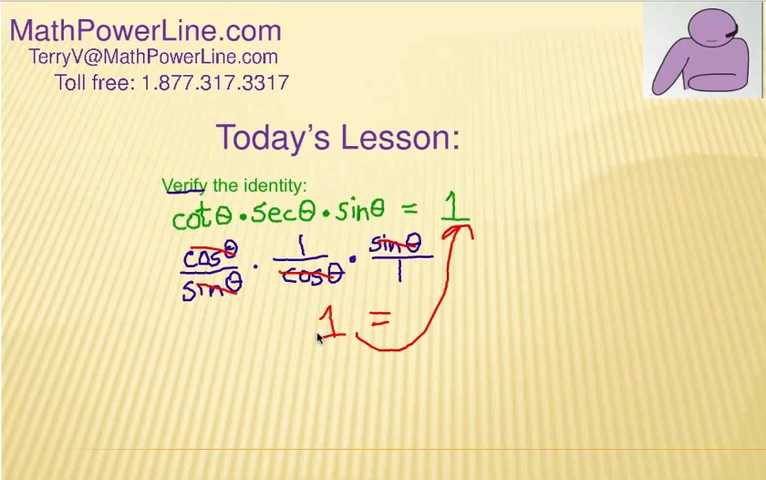 MathPowerLine.com
TerryV@MathPowerLine.com
Toll free: 1.877.317.3317
Today's Lesson:
Verify the identity:
cotθ · secθ · sinθ = 1
cosθ/sinθ · 1/cosθ · sinθ/1
1 =